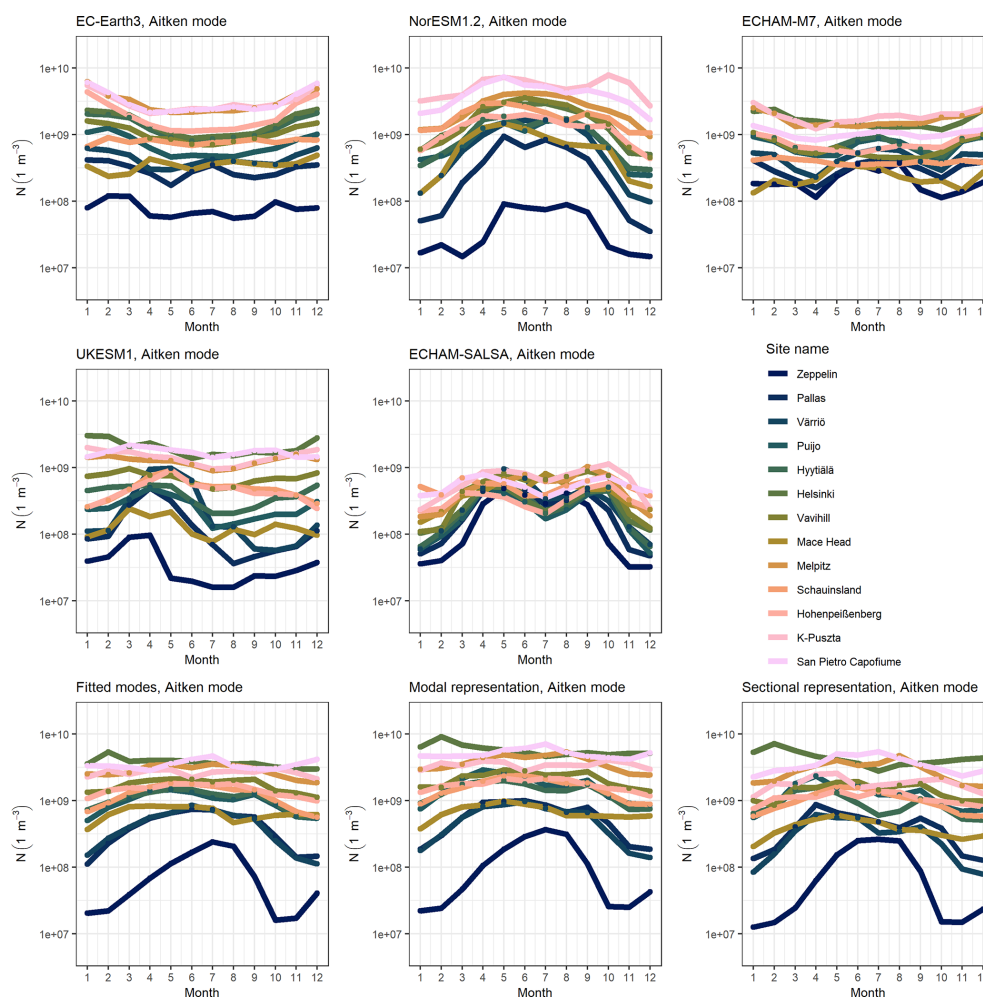 EC-Earth3, Aitken mode
NorESM1.2, Aitken mode
ECHAM-M7, Aitken mode
1e+10
1e+09
1e+08
1e+07
N (1 m⁻³)
1 2 3 4 5 6 7 8 9 10 11 12
Month
1e+10
1e+09
1e+08
1e+07
N (1 m⁻³)
1 2 3 4 5 6 7 8 9 10 11 12
Month
1e+10
1e+09
1e+08
1e+07
N (1 m⁻³)
1 2 3 4 5 6 7 8 9 10 11 1
Month
UKESM1, Aitken mode
ECHAM-SALSA, Aitken mode
1e+10
1e+09
1e+08
1e+07
N (1 m⁻³)
1 2 3 4 5 6 7 8 9 10 11 12
Month
1e+10
1e+09
1e+08
1e+07
N (1 m⁻³)
1 2 3 4 5 6 7 8 9 10 11 12
Month
Site name
Zeppelin
Pallas
Värriö
Puijo
Hyytiälä
Helsinki
Vavihill
Mace Head
Melpitz
Schauinsland
Hohenpeißenberg
K-Puszta
San Pietro Capofiume
Fitted modes, Aitken mode
Modal representation, Aitken mode
Sectional representation, Aitken mode
1e+10
1e+09
1e+08
1e+07
N (1 m⁻³)
1 2 3 4 5 6 7 8 9 10 11 12
Month
1e+10
1e+09
1e+08
1e+07
N (1 m⁻³)
1 2 3 4 5 6 7 8 9 10 11 12
Month
1e+10
1e+09
1e+08
1e+07
N (1 m⁻³)
1 2 3 4 5 6 7 8 9 10 11 1
Month